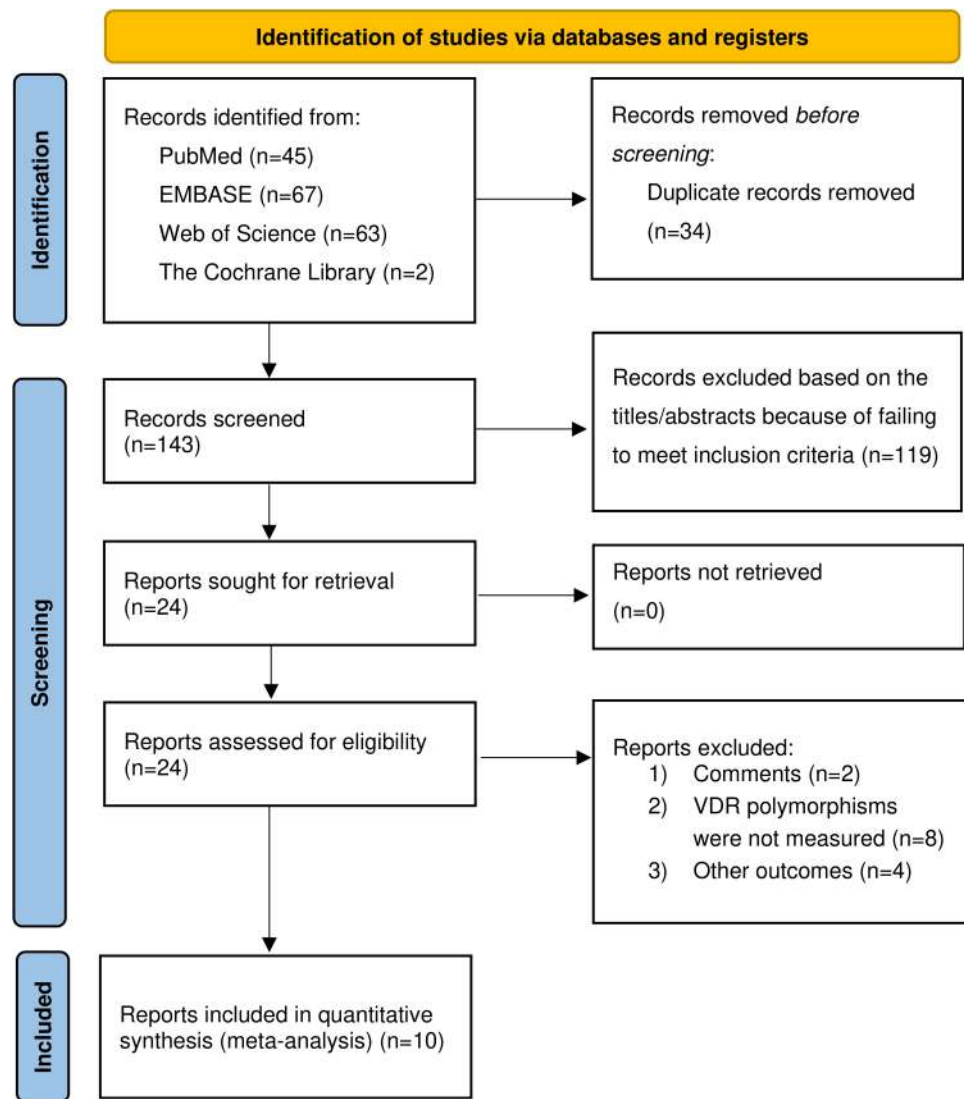 Identification of studies via databases and registers
Identification
Records identified from:
PubMed (n=45)
EMBASE (n=67)
Web of Science (n=63)
The Cochrane Library (n=2)
Records removed before
screening:
Duplicate records removed
(n=34)
Screening
Records screened
(n=143)
Records excluded based on the
titles/abstracts because of failing
to meet inclusion criteria (n=119)
Reports sought for retrieval
(n=24)
Reports not retrieved
(n=0)
Reports assessed for eligibility
(n=24)
Reports excluded:
1) Comments (n=2)
2) VDR polymorphisms
were not measured (n=8)
3) Other outcomes (n=4)
Included
Reports included in quantitative
synthesis (meta-analysis) (n=10)